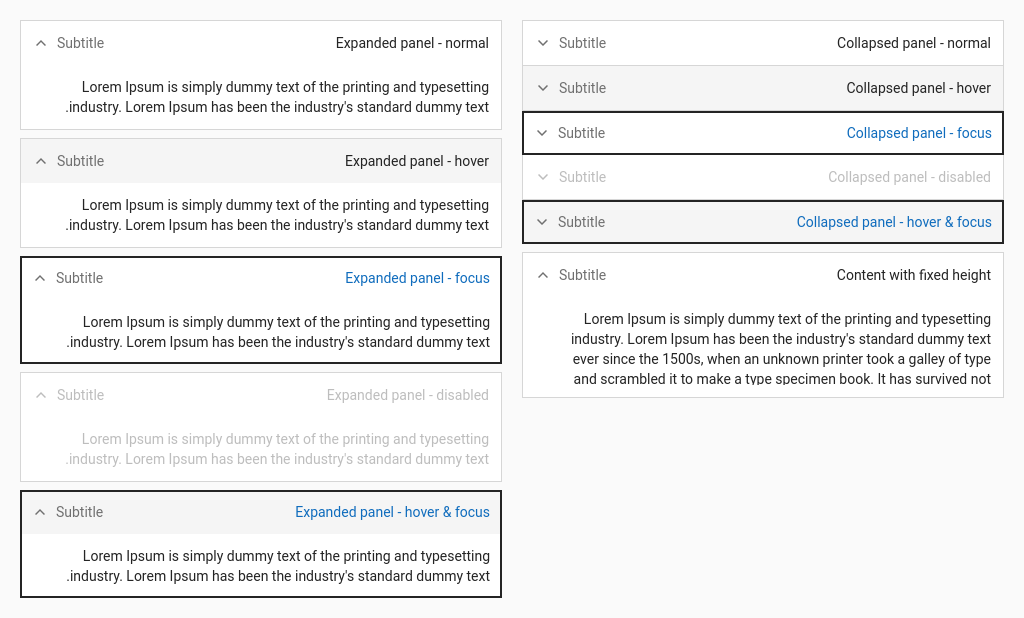 Subtitle Expanded panel - normal
Lorem Ipsum is simply dummy text of the printing and typesetting
.industry. Lorem Ipsum has been the industry's standard dummy text
Subtitle Expanded panel - hover
Lorem Ipsum is simply dummy text of the printing and typesetting
.industry. Lorem Ipsum has been the industry's standard dummy text
Subtitle Expanded panel - focus
Lorem Ipsum is simply dummy text of the printing and typesetting
.industry. Lorem Ipsum has been the industry's standard dummy text
Subtitle Expanded panel - disabled
Lorem Ipsum is simply dummy text of the printing and typesetting
.industry. Lorem Ipsum has been the industry's standard dummy text
Subtitle Expanded panel - hover & focus
Lorem Ipsum is simply dummy text of the printing and typesetting
.industry. Lorem Ipsum has been the industry's standard dummy text
Subtitle Collapsed panel - normal
Subtitle Collapsed panel - hover
Subtitle Collapsed panel - focus
Subtitle Collapsed panel - disabled
Subtitle Collapsed panel - hover & focus
Subtitle Content with fixed height
Lorem Ipsum is simply dummy text of the printing and typesetting
industry. Lorem Ipsum has been the industry's standard dummy text
ever since the 1500s, when an unknown printer took a galley of type
and scrambled it to make a type specimen book. It has survived not